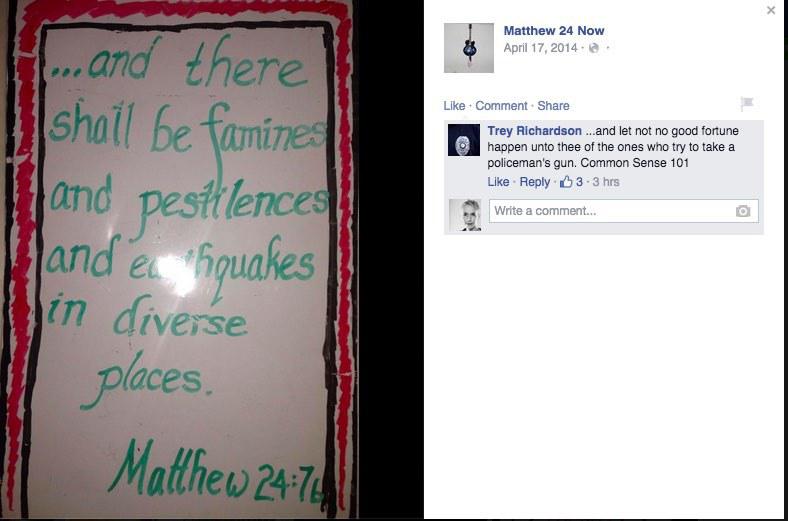 ...and there
shall be famines
and pestilences
and earthquakes
in diverse
places.
Matthew 24:7b
Matthew 24 Now
April 17, 2014 ·
Like · Comment · Share
Trey Richardson ...and let not no good fortune
happen unto thee of the ones who try to take a
policeman's gun. Common Sense 101
Like · Reply · 3 · 3 hrs
Write a comment...